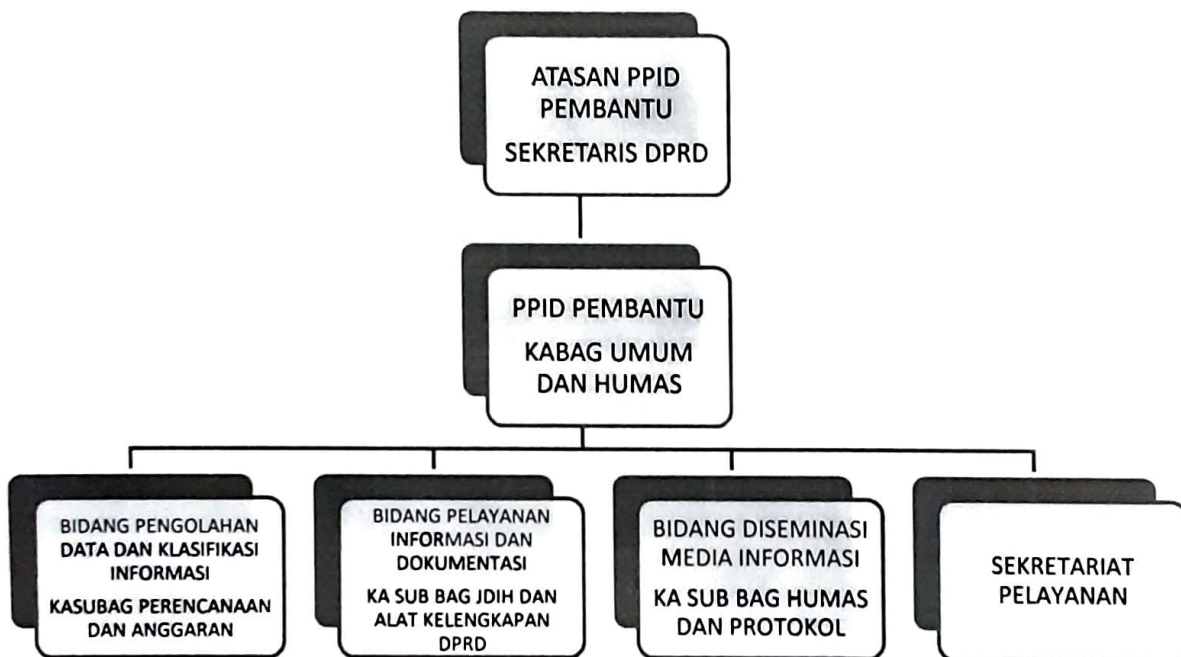 ATASAN PPID
PEMBANTU
SEKRETARIS DPRD
PPID PEMBANTU
KABAG UMUM
DAN HUMAS
BIDANG PENGOLAHAN
DATA DAN KLASIFIKASI
INFORMASI
KASUBAG PERENCANAAN
DAN ANGGARAN
BIDANG PELAYANAN
INFORMASI DAN
DOKUMENTASI
KA SUB BAG JDIH DAN
ALAT KELENGKAPAN
DPRD
BIDANG DISEMINASI
MEDIA INFORMASI
KA SUB BAG HUMAS
DAN PROTOKOL
SEKRETARIAT
PELAYANAN